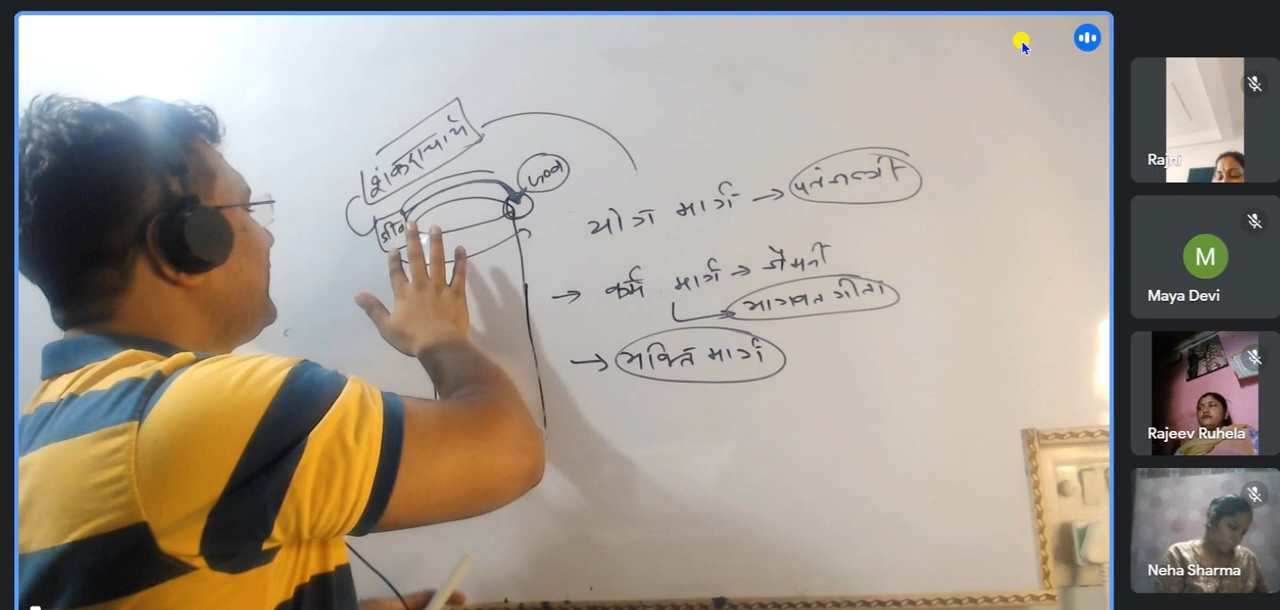 शंकराचार्य
जीव
योग मार्ग → पतंजल्ी
→ कर्म मार्ग → जैमनी
भागवत गीता
→ भक्ति मार्ग
Rajni
M
Maya Devi
Rajeev Ruhela
Neha Sharma